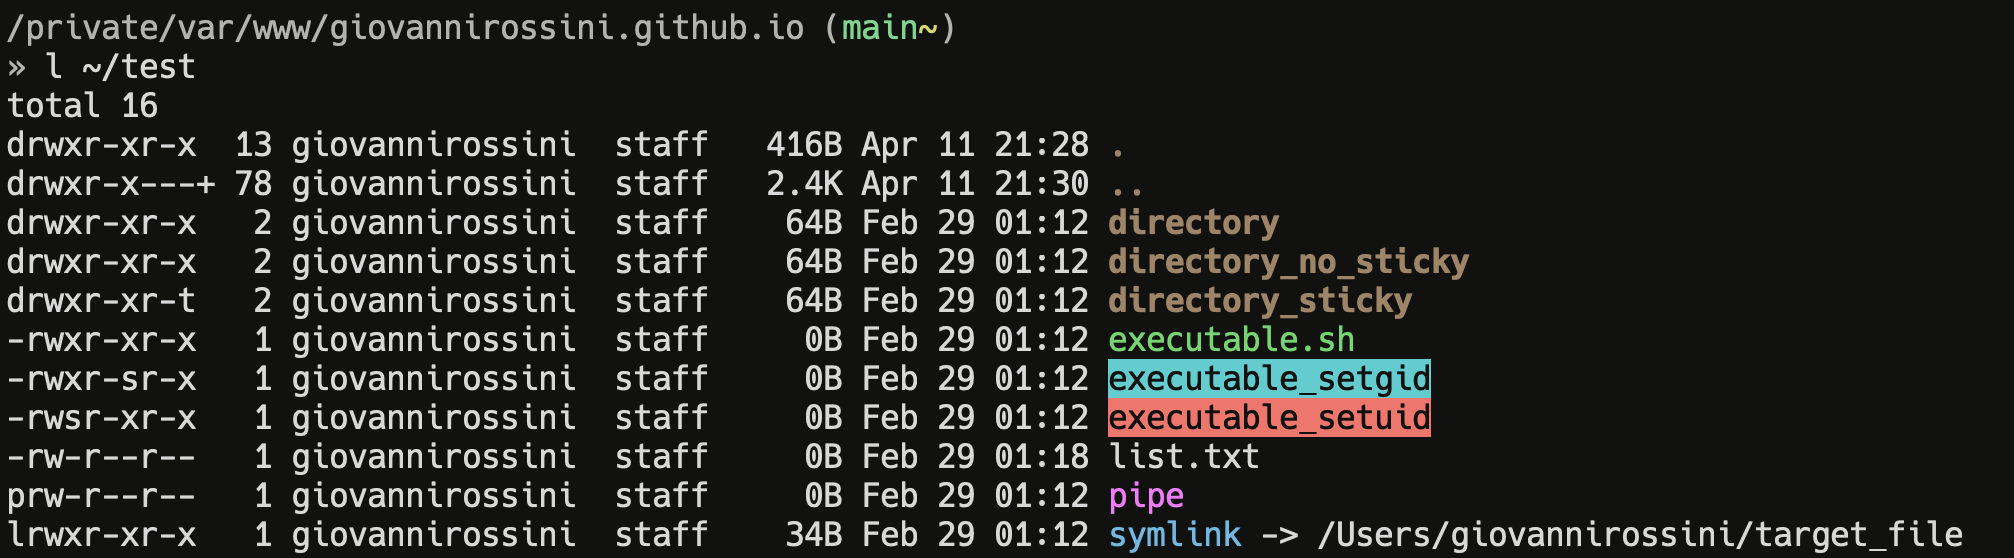 /private/var/www/giovannirossini.github.io (main~)
» l ~/test
total 16
drwxr-xr-x  13 giovannirossini  staff   416B Apr 11 21:28 .
drwxr-x---+ 78 giovannirossini  staff   2.4K Apr 11 21:30 ..
drwxr-xr-x   2 giovannirossini  staff    64B Feb 29 01:12 directory
drwxr-xr-x   2 giovannirossini  staff    64B Feb 29 01:12 directory_no_sticky
drwxr-xr-t   2 giovannirossini  staff    64B Feb 29 01:12 directory_sticky
-rwxr-xr-x   1 giovannirossini  staff     0B Feb 29 01:12 executable.sh
-rwxr-sr-x   1 giovannirossini  staff     0B Feb 29 01:12 executable_setgid
-rwsr-xr-x   1 giovannirossini  staff     0B Feb 29 01:12 executable_setuid
-rw-r--r--   1 giovannirossini  staff     0B Feb 29 01:18 list.txt
prw-r--r--   1 giovannirossini  staff     0B Feb 29 01:12 pipe
lrwxr-xr-x   1 giovannirossini  staff    34B Feb 29 01:12 symlink -> /Users/giovannirossini/target_file